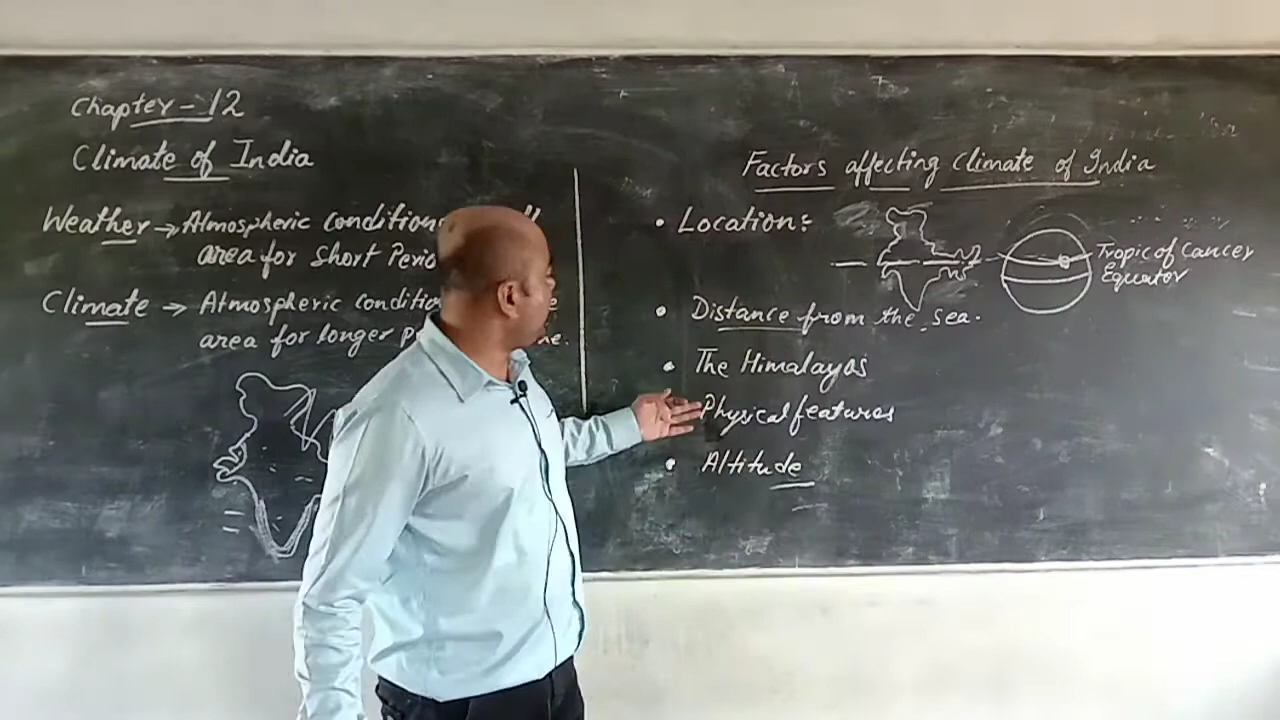 Chapter - 12
Climate of India
Weather → Atmospheric condition
area for Short Perio
Climate → Atmospheric conditio
area for longer p
Factors affecting Climate of India
• Location:
Tropic of Cancer
Equator
• Distance from the sea.
• The Himalayas
Physical features
• Altitude